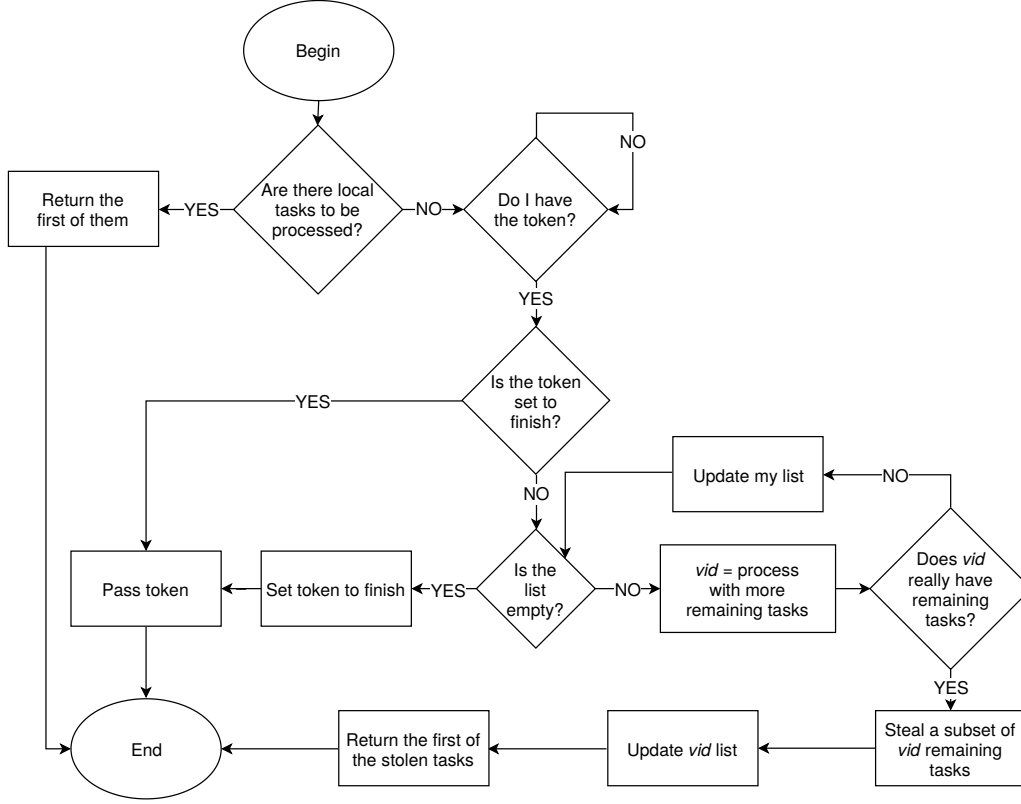 Begin
NO
Are there local
tasks to be
processed?
Return the
first of them
YES
NO
Do I have
the token?
YES
Is the token
set to
finish?
YES
NO
Update my list
NO
Does vid
really have
remaining
tasks?
Is the
list
empty?
vid = process
with more
remaining tasks
NO
YES
Set token to finish
Pass token
YES
Steal a subset of
vid remaining
tasks
Update vid list
Return the first of
the stolen tasks
End